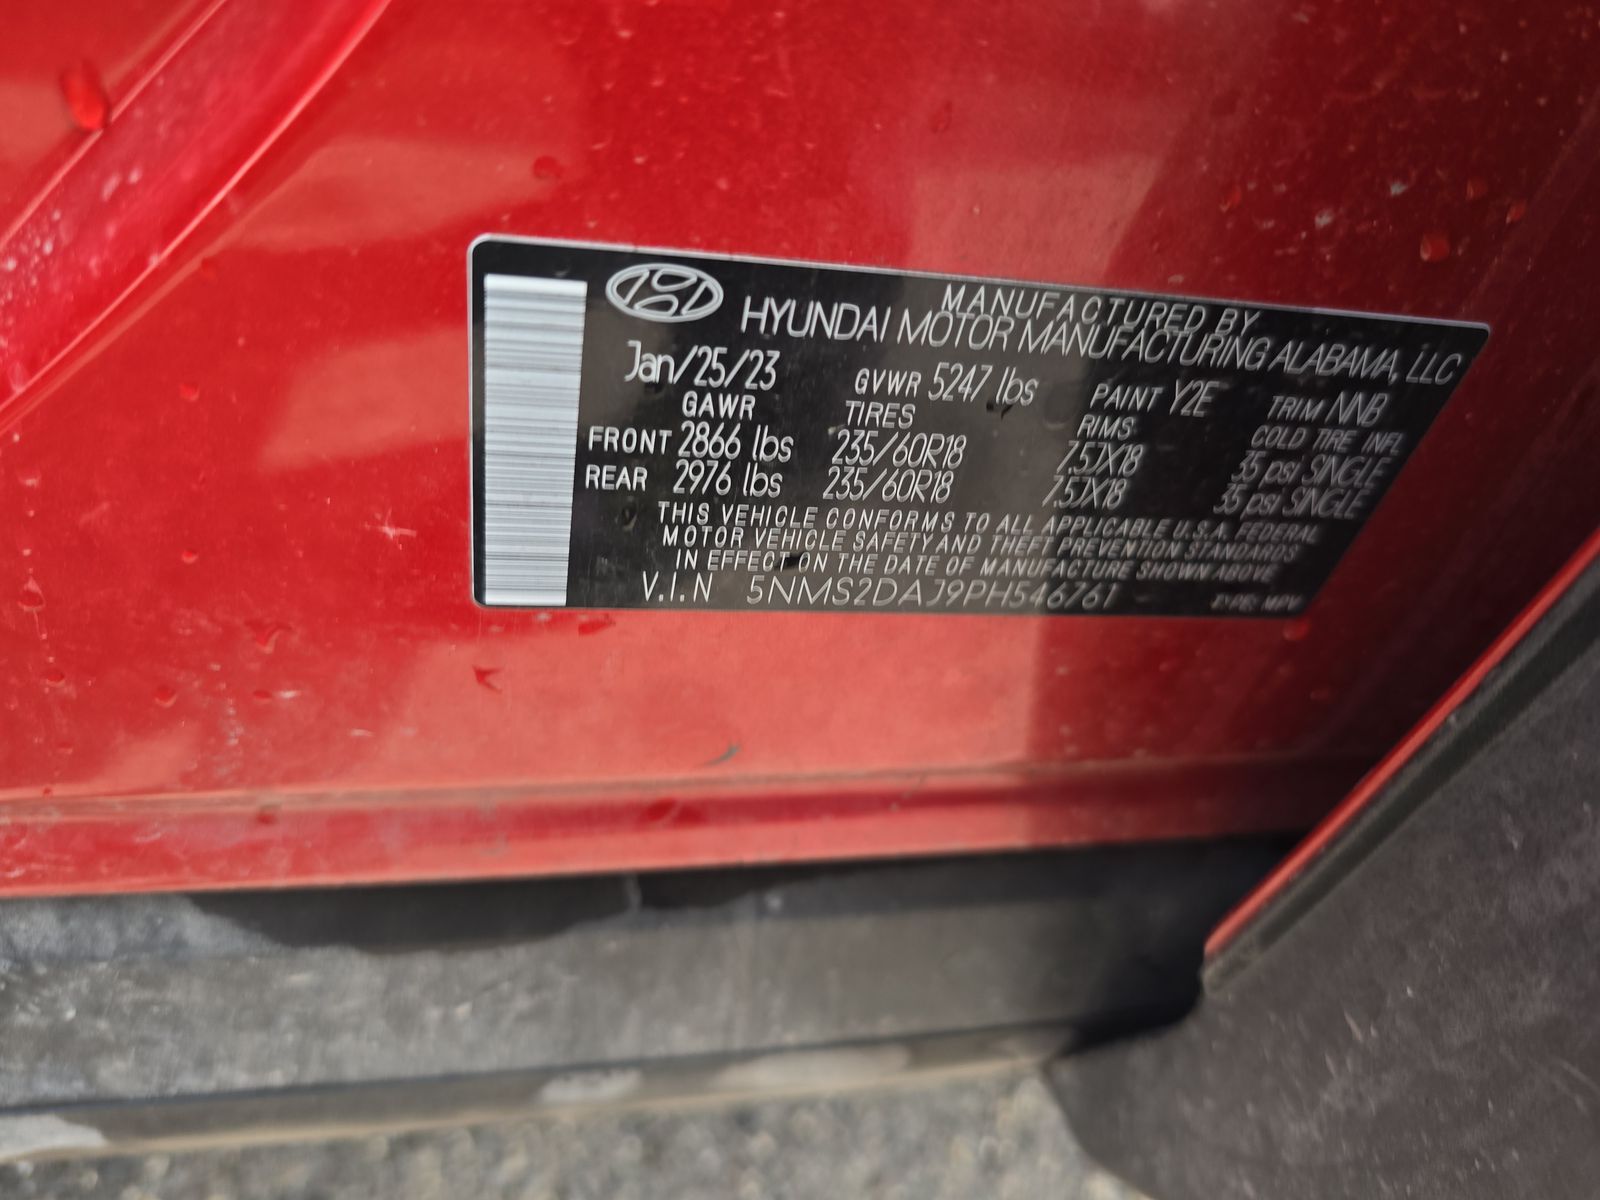 MANUFACTURED BY
HYUNDAI MOTOR MANUFACTURING ALABAMA, LLC
Jan/25/23 GVWR 5247 lbs PAINT Y2E TRIM NNB
GAWR TIRES RIMS COLD TIRE INFL
FRONT 2866 lbs 235/60R18 7.5JX18 35 psi SINGLE
REAR 2976 lbs 235/60R18 7.5JX18 35 psi SINGLE
THIS VEHICLE CONFORMS TO ALL APPLICABLE U.S.A. FEDERAL
MOTOR VEHICLE SAFETY AND THEFT PREVENTION STANDARDS
IN EFFECT ON THE DATE OF MANUFACTURE SHOWN ABOVE.
V.I.N 5NMS2DAJ9PH546761 TYPE: MPV